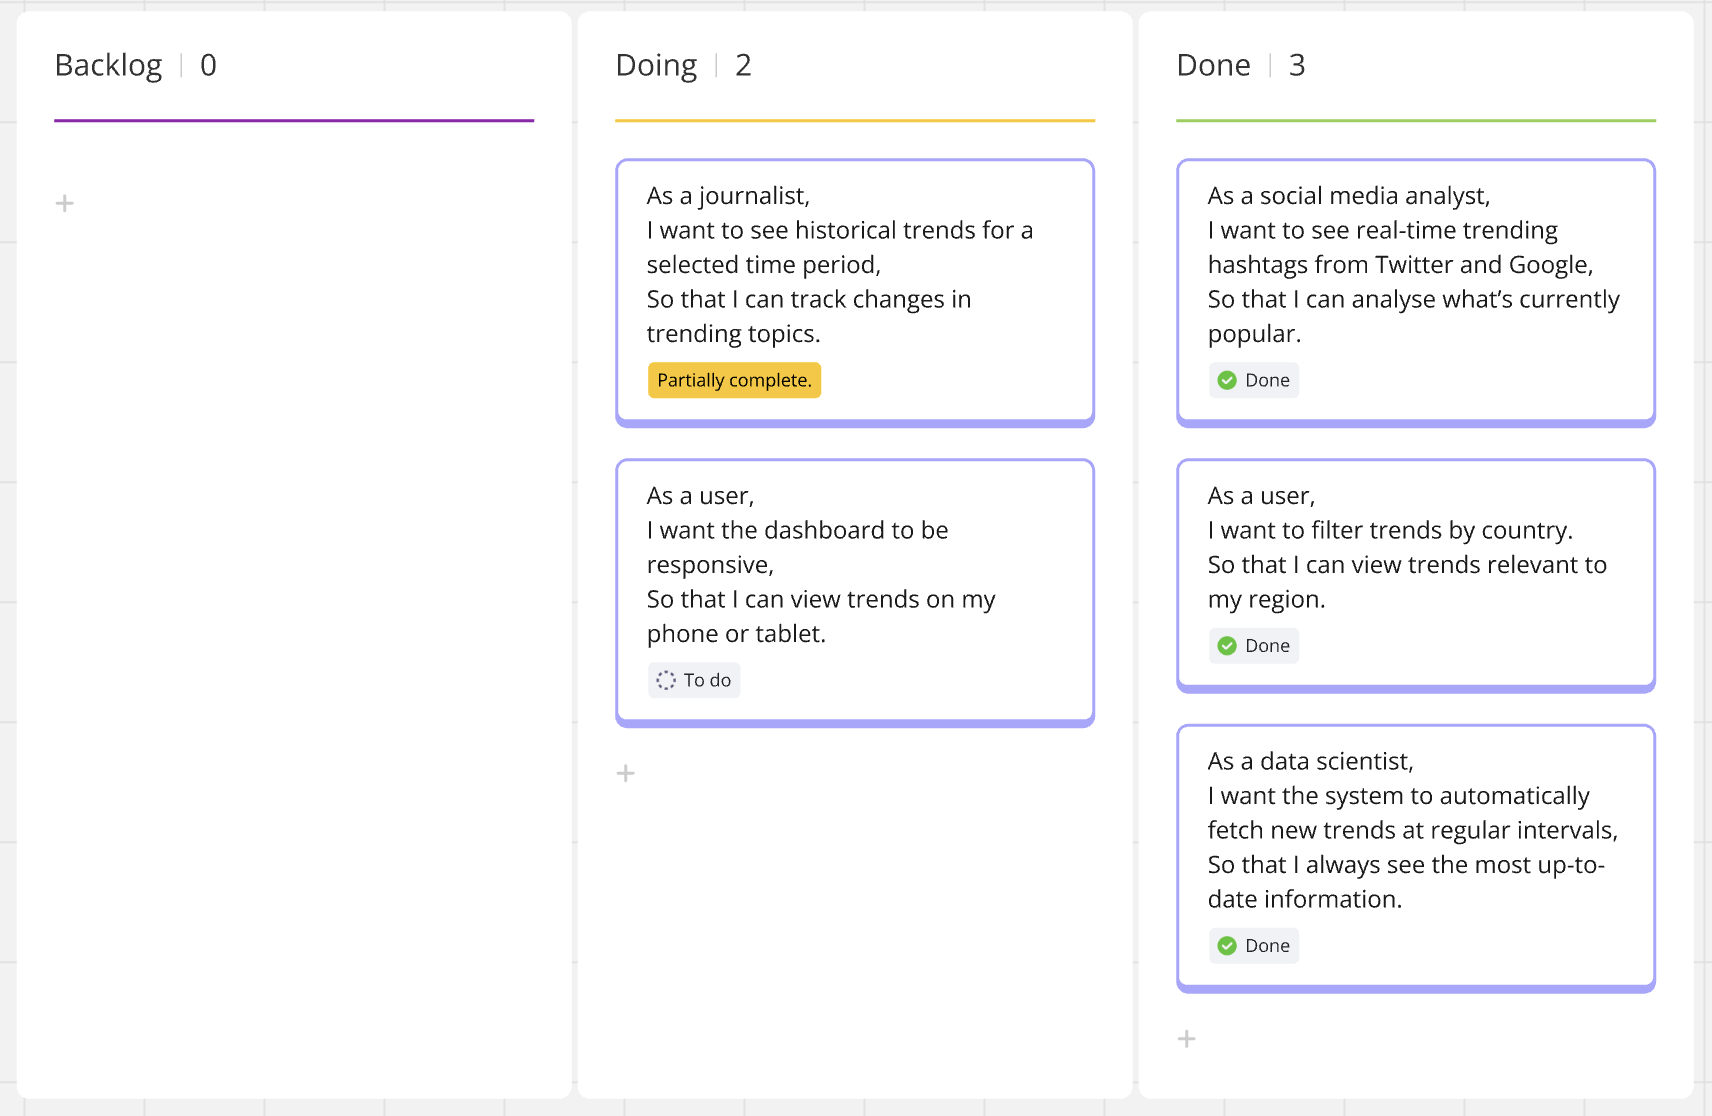 Backlog | 0
Doing | 2
As a journalist,
I want to see historical trends for a
selected time period,
So that I can track changes in
trending topics.
Partially complete.
As a user,
I want the dashboard to be
responsive,
So that I can view trends on my
phone or tablet.
To do
Done | 3
As a social media analyst,
I want to see real-time trending
hashtags from Twitter and Google,
So that I can analyse what’s currently
popular.
Done
As a user,
I want to filter trends by country.
So that I can view trends relevant to
my region.
Done
As a data scientist,
I want the system to automatically
fetch new trends at regular intervals,
So that I always see the most up-to-
date information.
Done